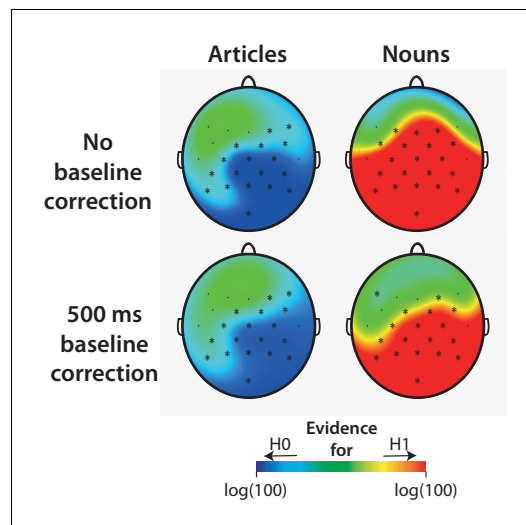 Articles Nouns
No
baseline
correction
500 ms
baseline
correction
Evidence
H0 for H1
log(100) log(100)